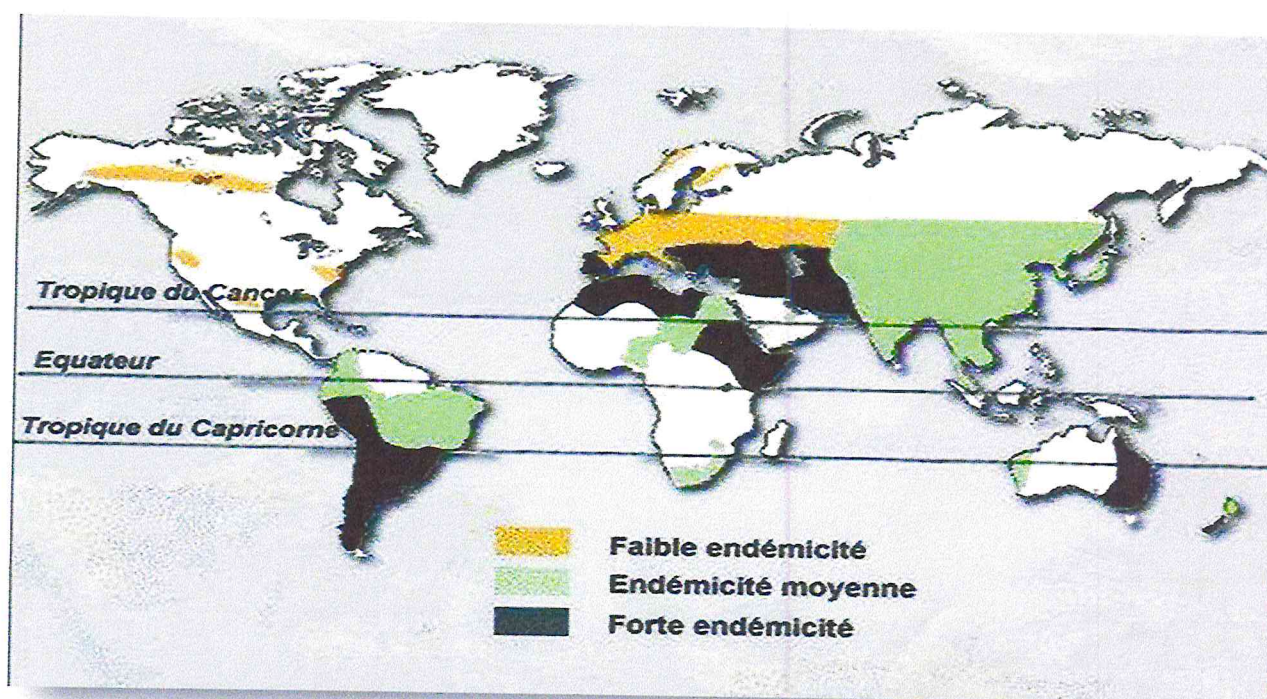 Tropique du Cancer
Equateur
Tropique du Capricorne
Faible endémicité
Endémicité moyenne
Forte endémicité